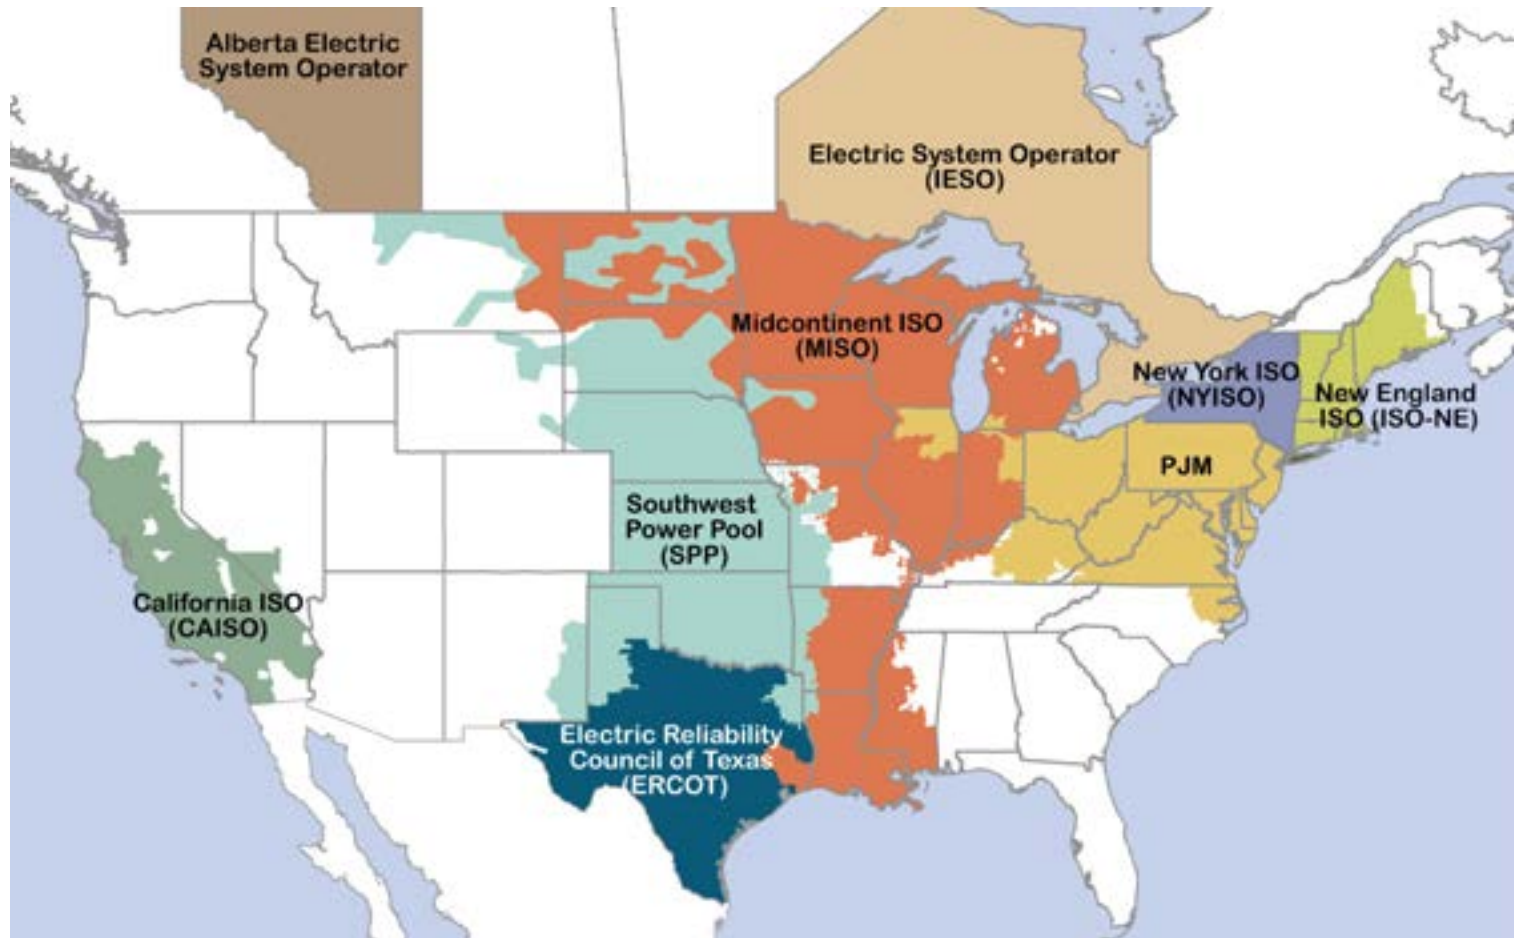 Alberta Electric
System Operator
Electric System Operator
(IESO)
Midcontinent ISO
(MISO)
New York ISO
(NYISO)
New England
ISO (ISO-NE)
PJM
Southwest
Power Pool
(SPP)
California ISO
(CAISO)
Electric Reliability
Council of Texas
(ERCOT)